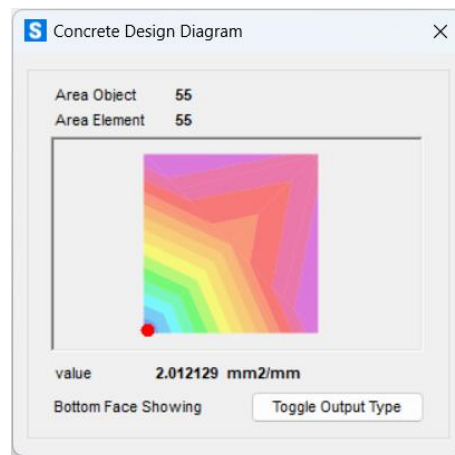 S Concrete Design Diagram
Area Object 55
Area Element 55
value 2.012129 mm2/mm
Bottom Face Showing Toggle Output Type